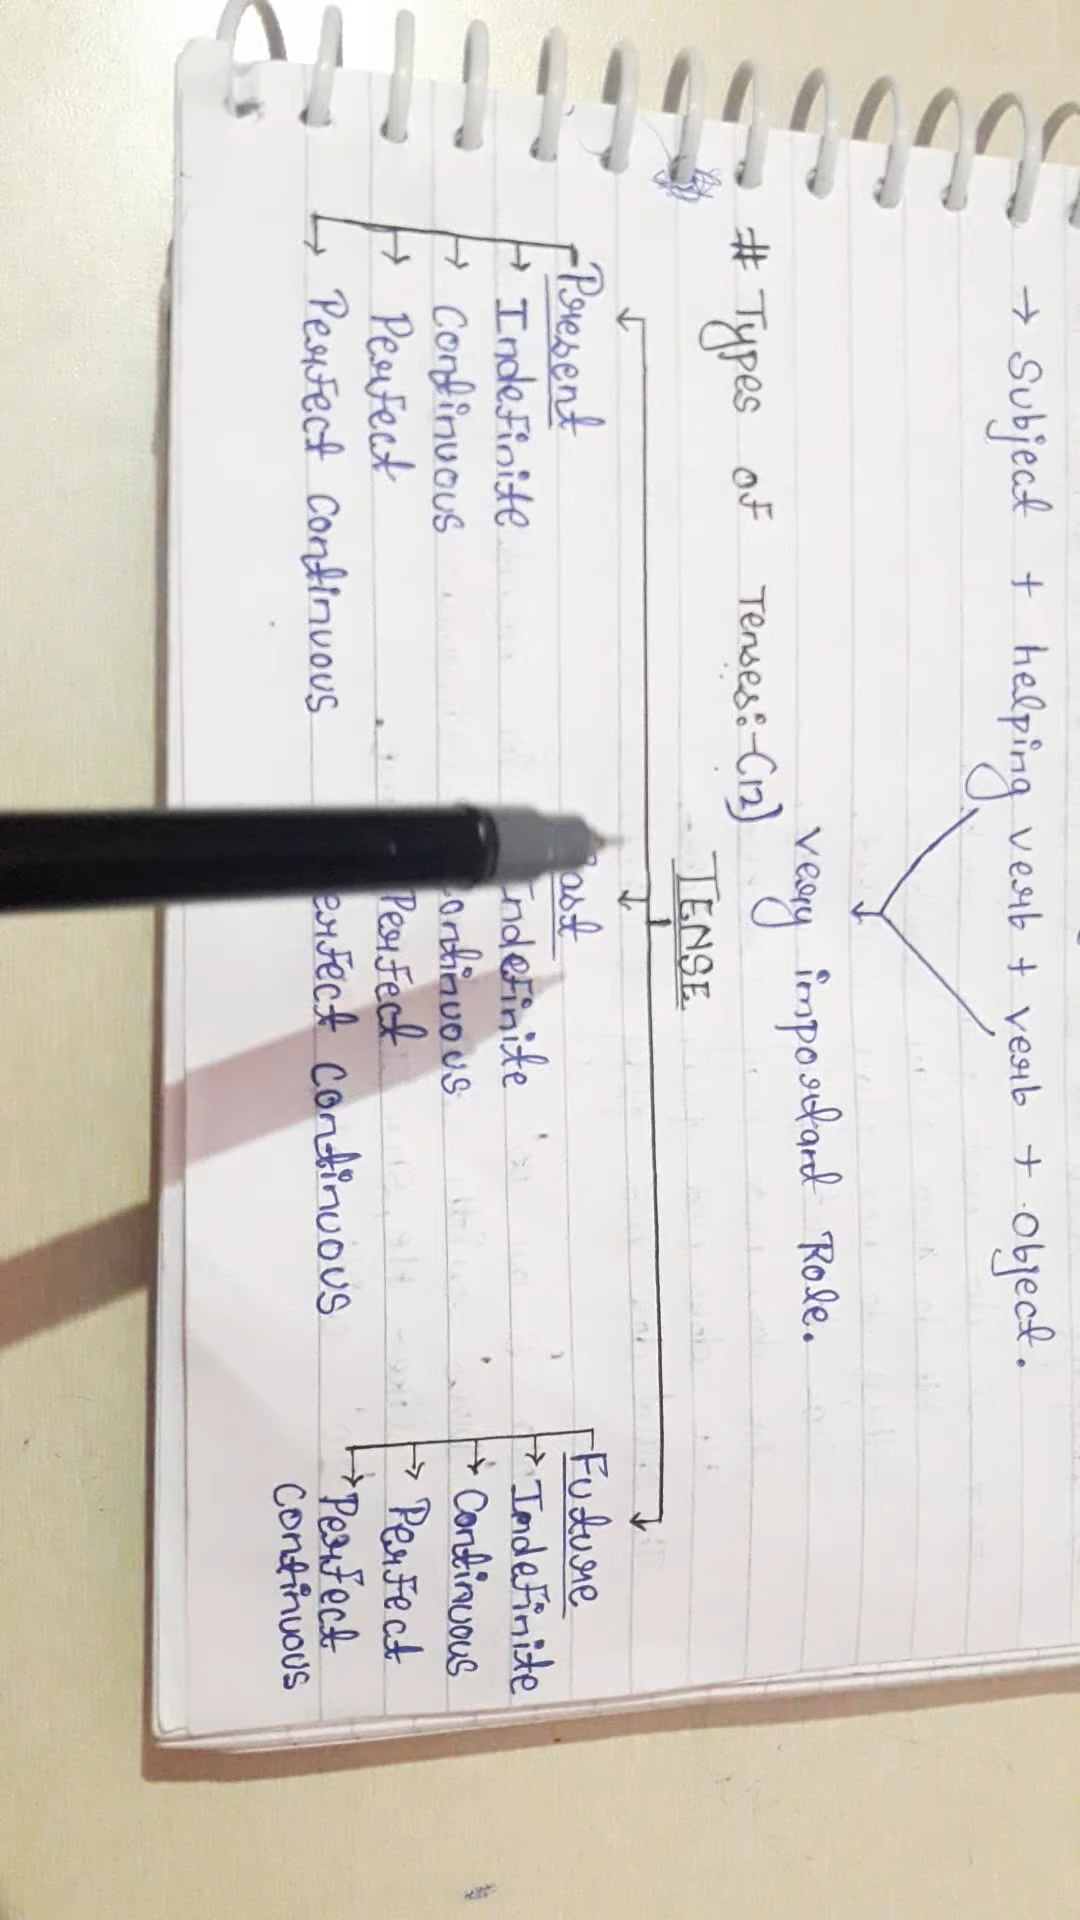 → Subject + helping verb + verb + object.
very important Role.
# Types of Tenses:-(12)
TENSE
Present
Indefinite
Continuous
Perfect
Perfect Continuous
Indefinite
Continuous
Perfect
Perfect Continuous
Future
Indefinite
Continuous
Perfect
Perfect
Continuous